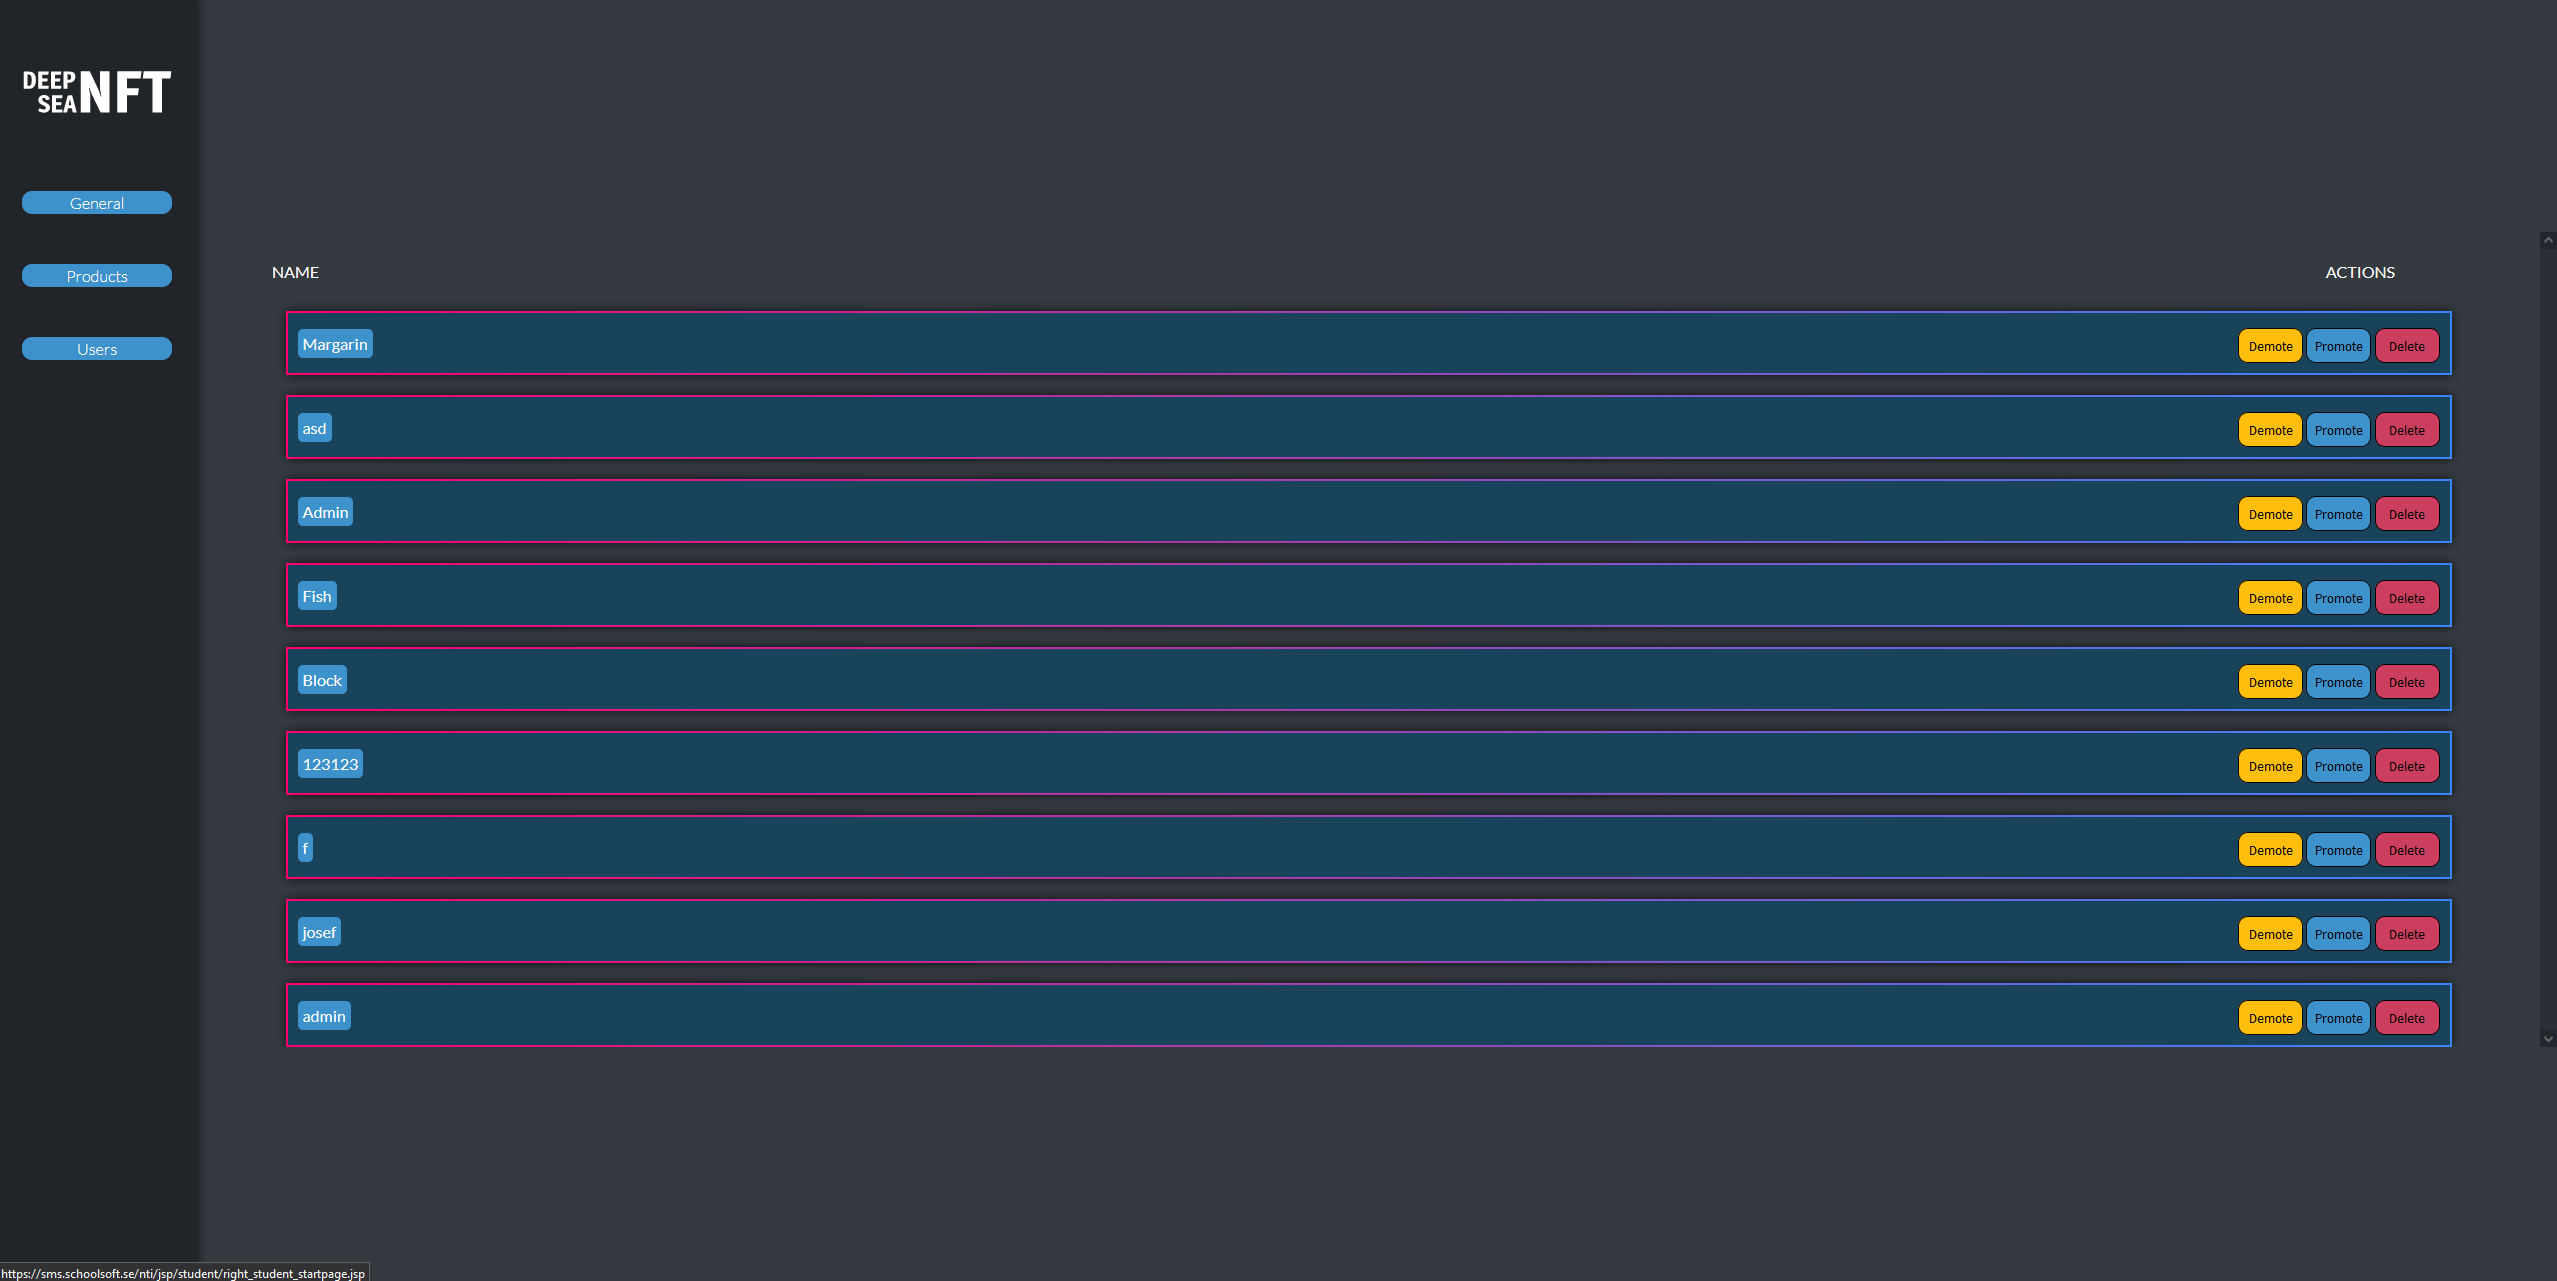 DEEP
SEA NFT
General
Products
Users
NAME ACTIONS
Margarin Demote Promote Delete
asd Demote Promote Delete
Admin Demote Promote Delete
Fish Demote Promote Delete
Block Demote Promote Delete
123123 Demote Promote Delete
f Demote Promote Delete
josef Demote Promote Delete
admin Demote Promote Delete
https://sms.schoolsoft.se/nti/jsp/student/right_student_startpage.jsp